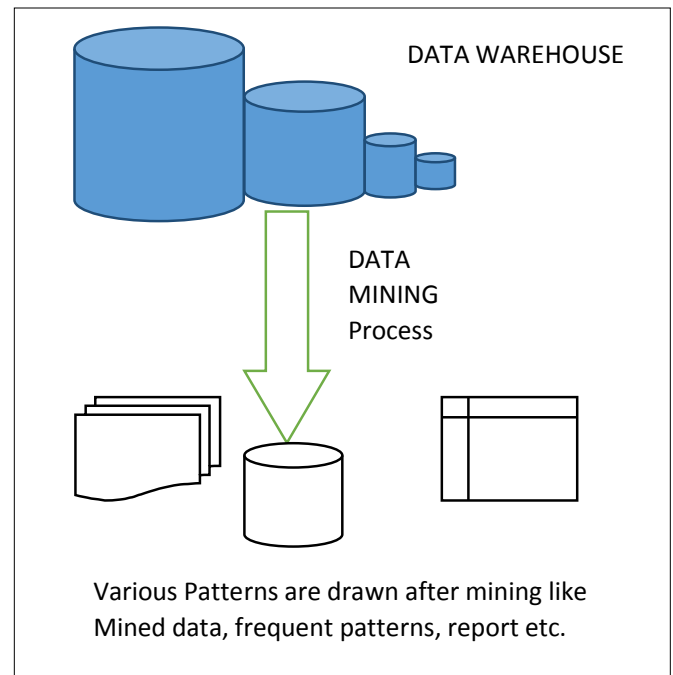 DATA WAREHOUSE
DATA
MINING
Process
Various Patterns are drawn after mining like
Mined data, frequent patterns, report etc.